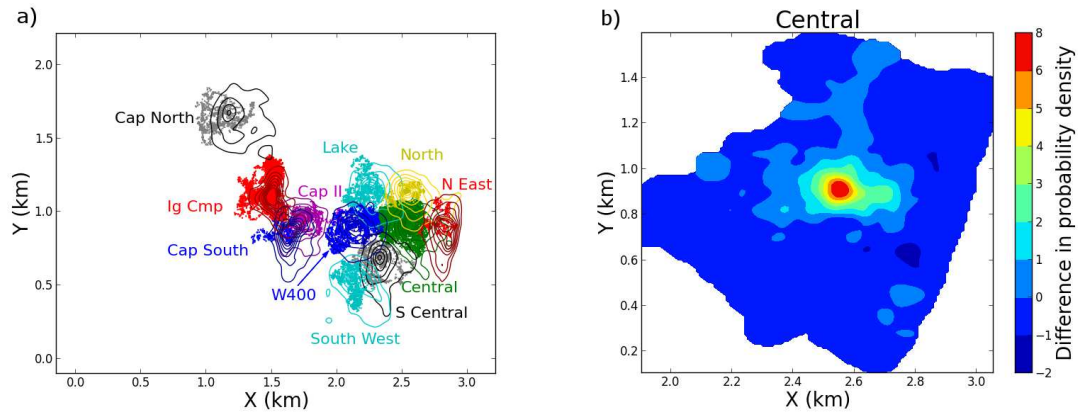 a)
2.0
1.5
1.0
0.5
0.0
Y (km)
0.0 0.5 1.0 1.5 2.0 2.5 3.0
X (km)
Cap North
Lake
North
Cap II
N East
Ig Cmp
Cap South
W400
Central
S Central
South West
b)
Central
1.4
1.2
1.0
0.8
0.6
0.4
0.2
Y (km)
2.0 2.2 2.4 2.6 2.8 3.0
X (km)
8
6
5
4
3
2
1
0
−1
−2
Difference in probability density